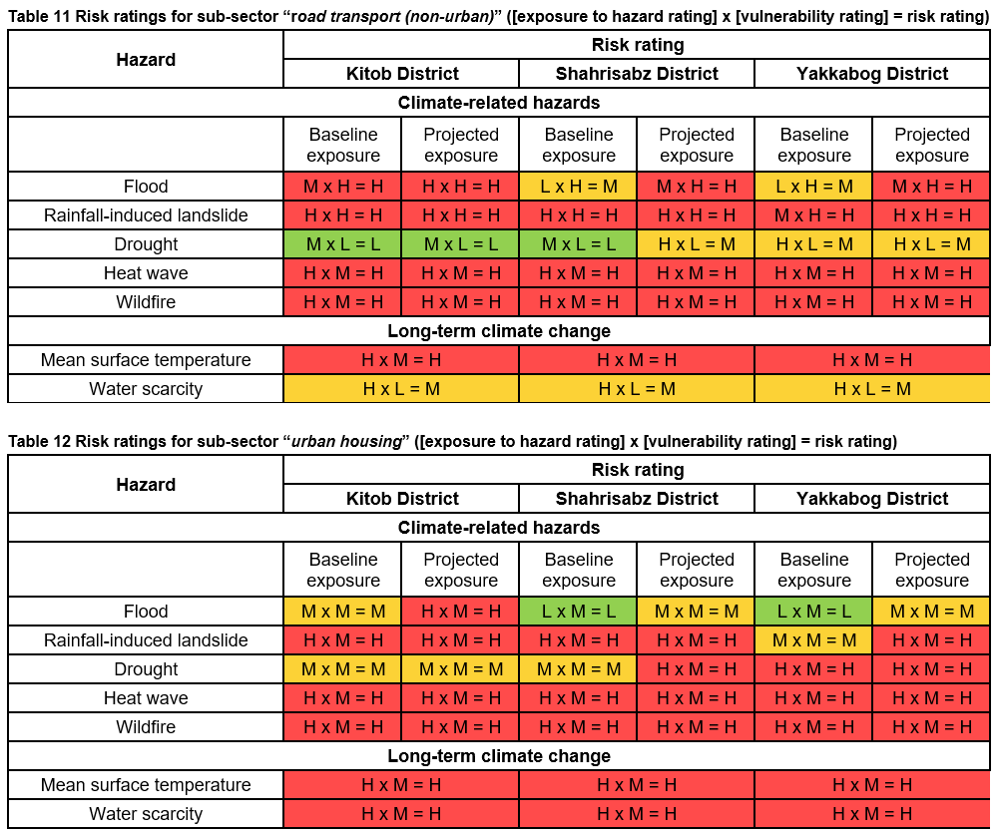 Table 11 Risk ratings for sub-sector “road transport (non-urban)” ([exposure to hazard rating] x [vulnerability rating] = risk rating)
Hazard
Risk rating
Kitob District Shahrisabz District Yakkabog District
Climate-related hazards
Baseline exposure Projected exposure Baseline exposure Projected exposure Baseline exposure Projected exposure
Flood M x H = H H x H = H L x H = M M x H = H L x H = M M x H = H
Rainfall-induced landslide H x H = H H x H = H H x H = H H x H = H M x H = H H x H = H
Drought M x L = L M x L = L M x L = L H x L = M H x L = M H x L = M
Heat wave H x M = H H x M = H H x M = H H x M = H H x M = H H x M = H
Wildfire H x M = H H x M = H H x M = H H x M = H H x M = H H x M = H
Long-term climate change
Mean surface temperature H x M = H H x M = H H x M = H
Water scarcity H x L = M H x L = M H x L = M
Table 12 Risk ratings for sub-sector “urban housing” ([exposure to hazard rating] x [vulnerability rating] = risk rating)
Hazard
Risk rating
Kitob District Shahrisabz District Yakkabog District
Climate-related hazards
Baseline exposure Projected exposure Baseline exposure Projected exposure Baseline exposure Projected exposure
Flood M x M = M H x M = H L x M = L M x M = M L x M = L M x M = M
Rainfall-induced landslide H x M = H H x M = H H x M = H H x M = H M x M = M H x M = H
Drought M x M = M M x M = M M x M = M H x M = H H x M = H H x M = H
Heat wave H x M = H H x M = H H x M = H H x M = H H x M = H H x M = H
Wildfire H x M = H H x M = H H x M = H H x M = H H x M = H H x M = H
Long-term climate change
Mean surface temperature H x M = H H x M = H H x M = H
Water scarcity H x M = H H x M = H H x M = H